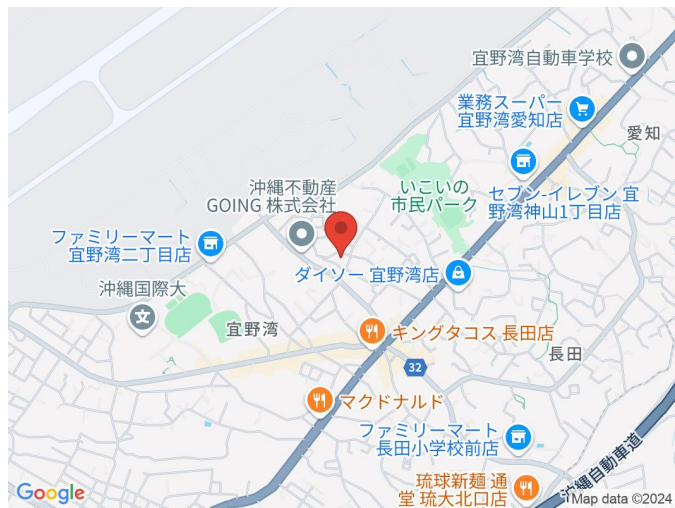 宜野湾自動車学校
業務スーパー
宜野湾愛知店
愛知
沖縄不動産
GOING 株式会社
いこいの
市民パーク
セブン-イレブン 宜
野湾神山1丁目店
ファミリーマート
宜野湾二丁目店
ダイソー 宜野湾店
沖縄国際大
文
宜野湾
キングタコス 長田店
長田
32
マクドナルド
ファミリーマート
長田小学校前店
沖縄自動車道
琉球新麺 通
堂 琉大北口店
Google
Map data ©2024